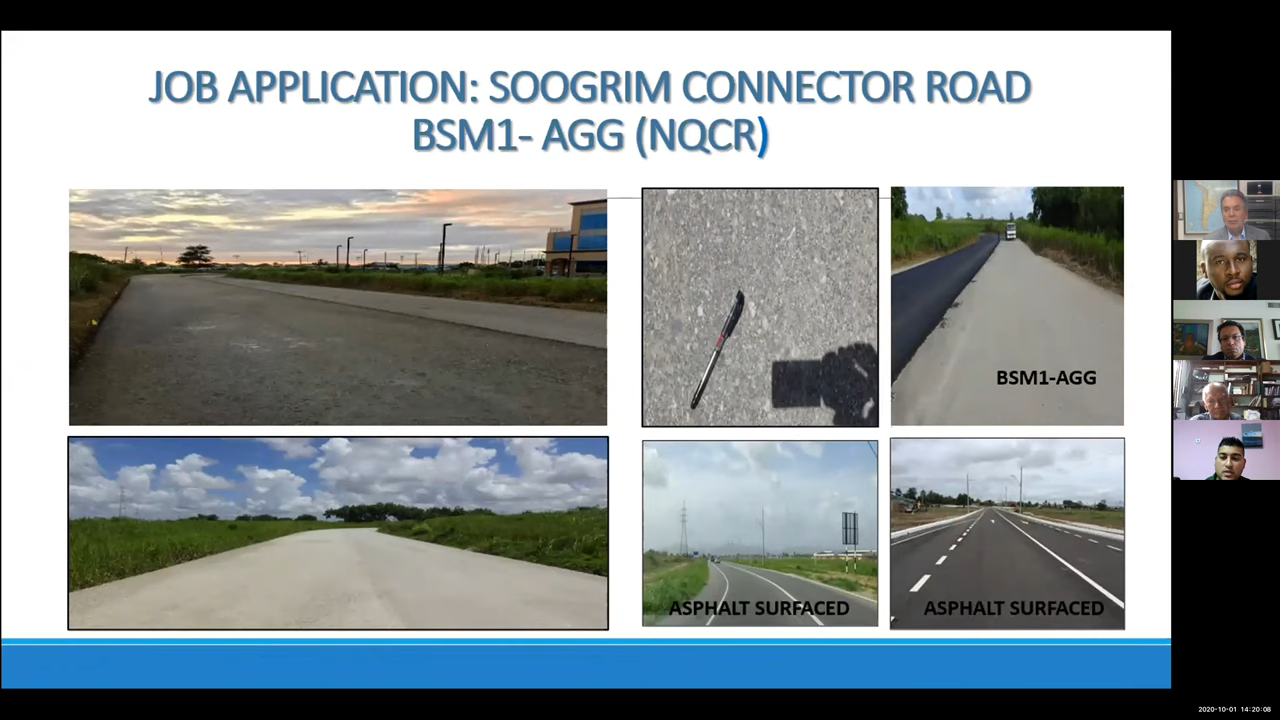 JOB APPLICATION: SOOGRIM CONNECTOR ROAD
BSM1- AGG (NQCR)
BSM1-AGG
ASPHALT SURFACED
ASPHALT SURFACED
2020-10-01 14:20:08